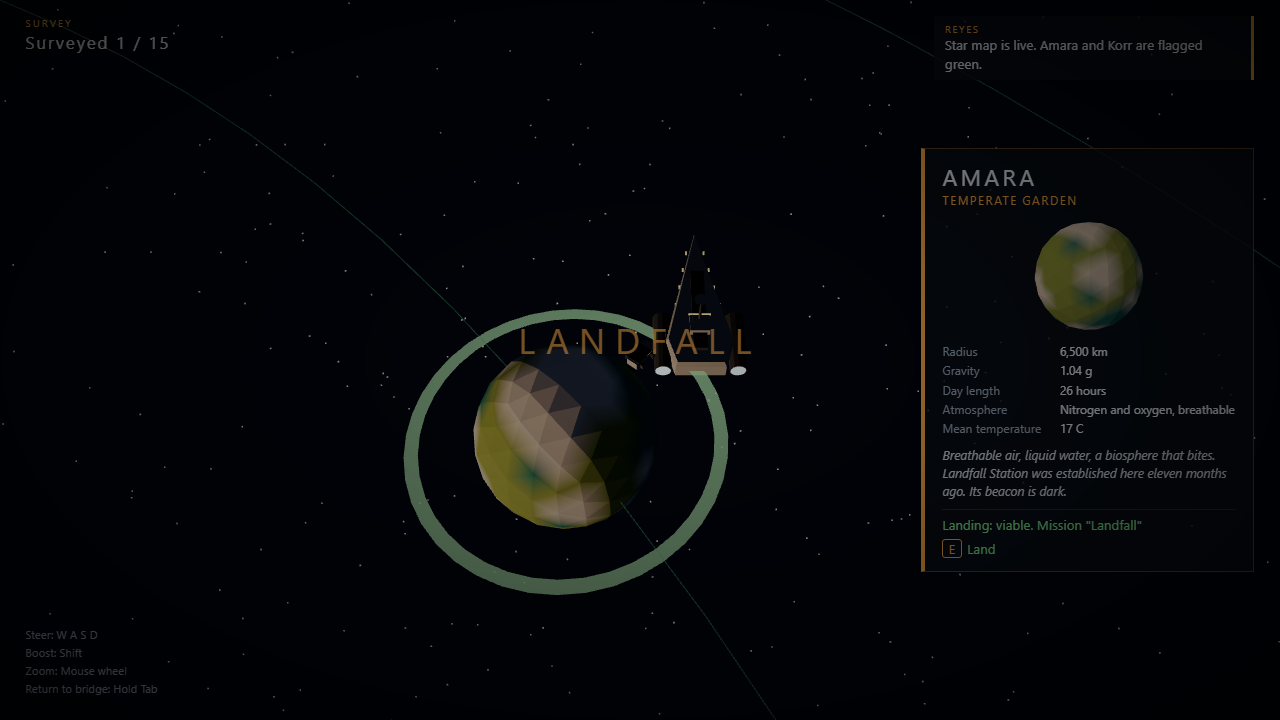 SURVEY
Surveyed 1 / 15
REYES
Star map is live. Amara and Korr are flagged
green.
AMARA
TEMPERATE GARDEN
LANDFALL
Radius 6,500 km
Gravity 1.04 g
Day length 26 hours
Atmosphere Nitrogen and oxygen, breathable
Mean temperature 17 C
Breathable air, liquid water, a biosphere that bites.
Landfall Station was established here eleven months
ago. Its beacon is dark.
Landing: viable. Mission "Landfall"
E Land
Steer: W A S D
Boost: Shift
Zoom: Mouse wheel
Return to bridge: Hold Tab